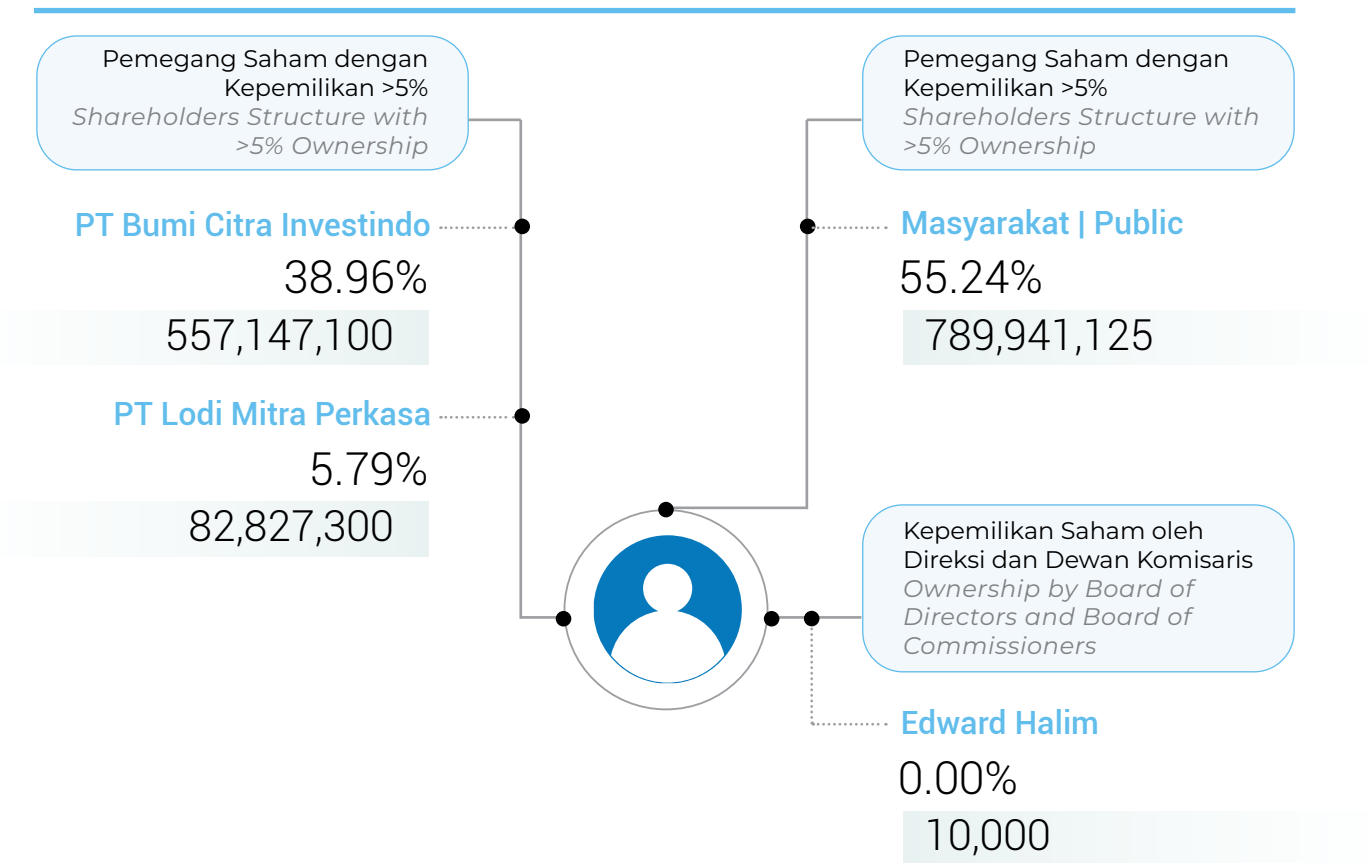 Pemegang Saham dengan
Kepemilikan >5%
Shareholders Structure with
>5% Ownership
PT Bumi Citra Investindo
38.96%
557,147,100
PT Lodi Mitra Perkasa
5.79%
82,827,300
Pemegang Saham dengan
Kepemilikan >5%
Shareholders Structure with
>5% Ownership
Masyarakat | Public
55.24%
789,941,125
Kepemilikan Saham oleh
Direksi dan Dewan Komisaris
Ownership by Board of
Directors and Board of
Commissioners
Edward Halim
0.00%
10,000